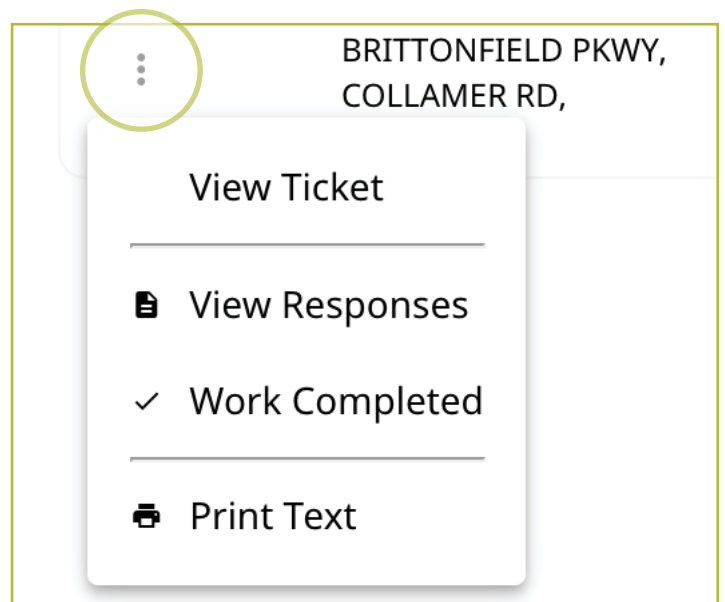 BRITTONFIELD PKWY,
COLLAMER RD,
View Ticket
View Responses
Work Completed
Print Text